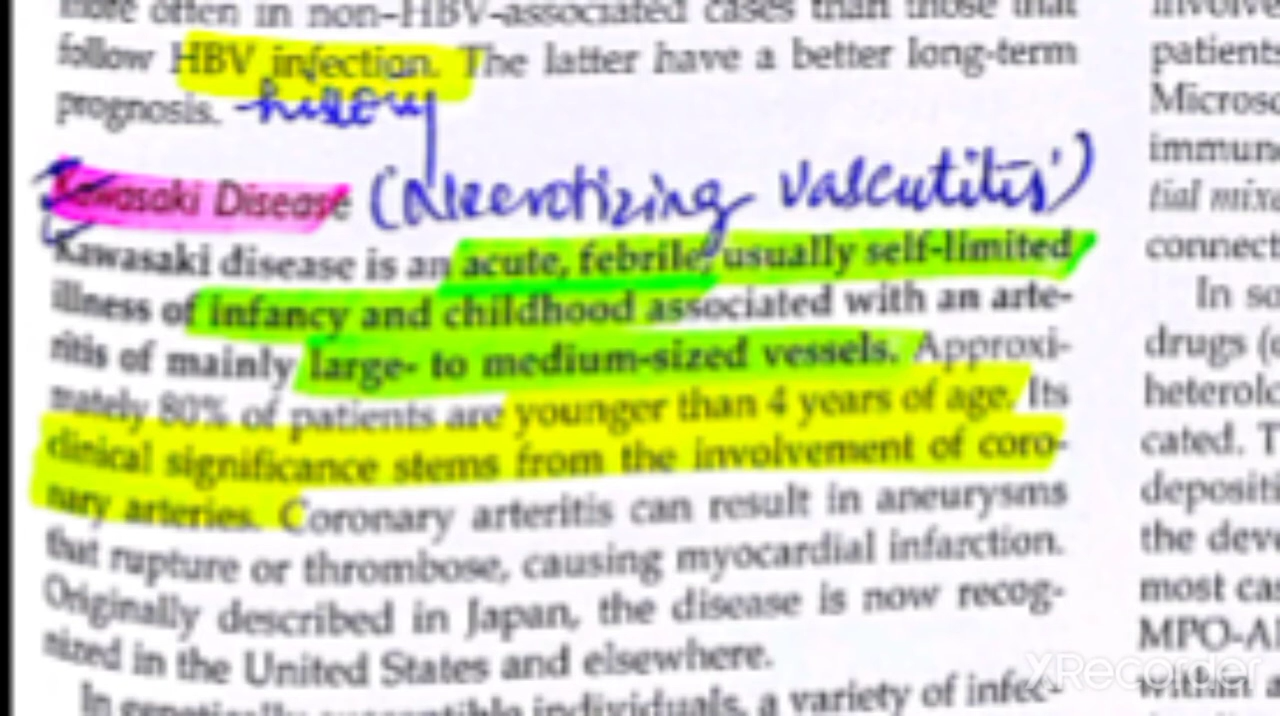 more often in non-HBV-associated cases than those that
follow HBV infection. The latter have a better long-term
prognosis. history
Kawasaki Disease (Necrotizing vasculitis)
Kawasaki disease is an acute, febrile, usually self-limited
illness of infancy and childhood associated with an arte-
ritis of mainly large- to medium-sized vessels. Approxi-
mately 80% of patients are younger than 4 years of age. Its
clinical significance stems from the involvement of coro-
nary arteries. Coronary arteritis can result in aneurysms
that rupture or thrombose, causing myocardial infarction.
Originally described in Japan, the disease is now recog-
nized in the United States and elsewhere.
In genetically susceptible individuals, a variety of infec-
involve
patients
Microsc
immun
tial mix
connect
In so
drugs (
heterolo
cated. T
depositi
the deve
most cas
MPO-A
within a
XRecorder